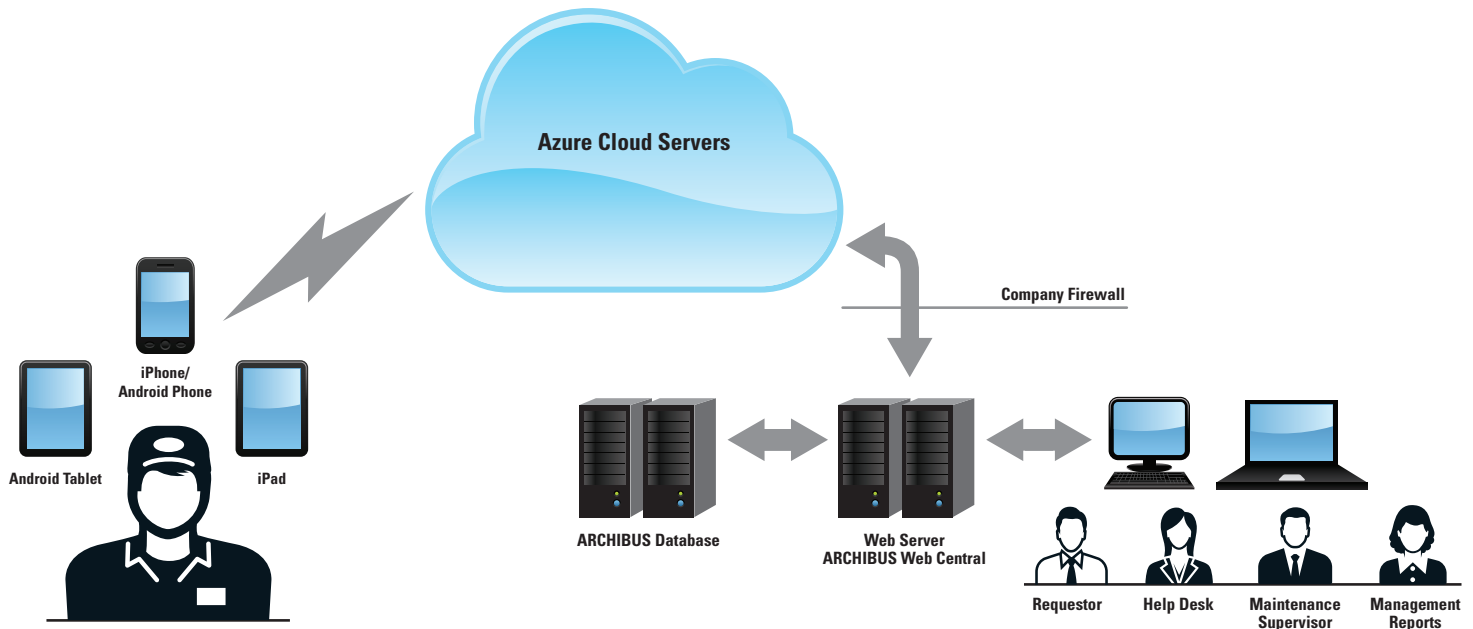 Azure Cloud Servers
Company Firewall
iPhone/
Android Phone
Android Tablet
iPad
ARCHIBUS Database
Web Server
ARCHIBUS Web Central
Requestor
Help Desk
Maintenance
Supervisor
Management
Reports